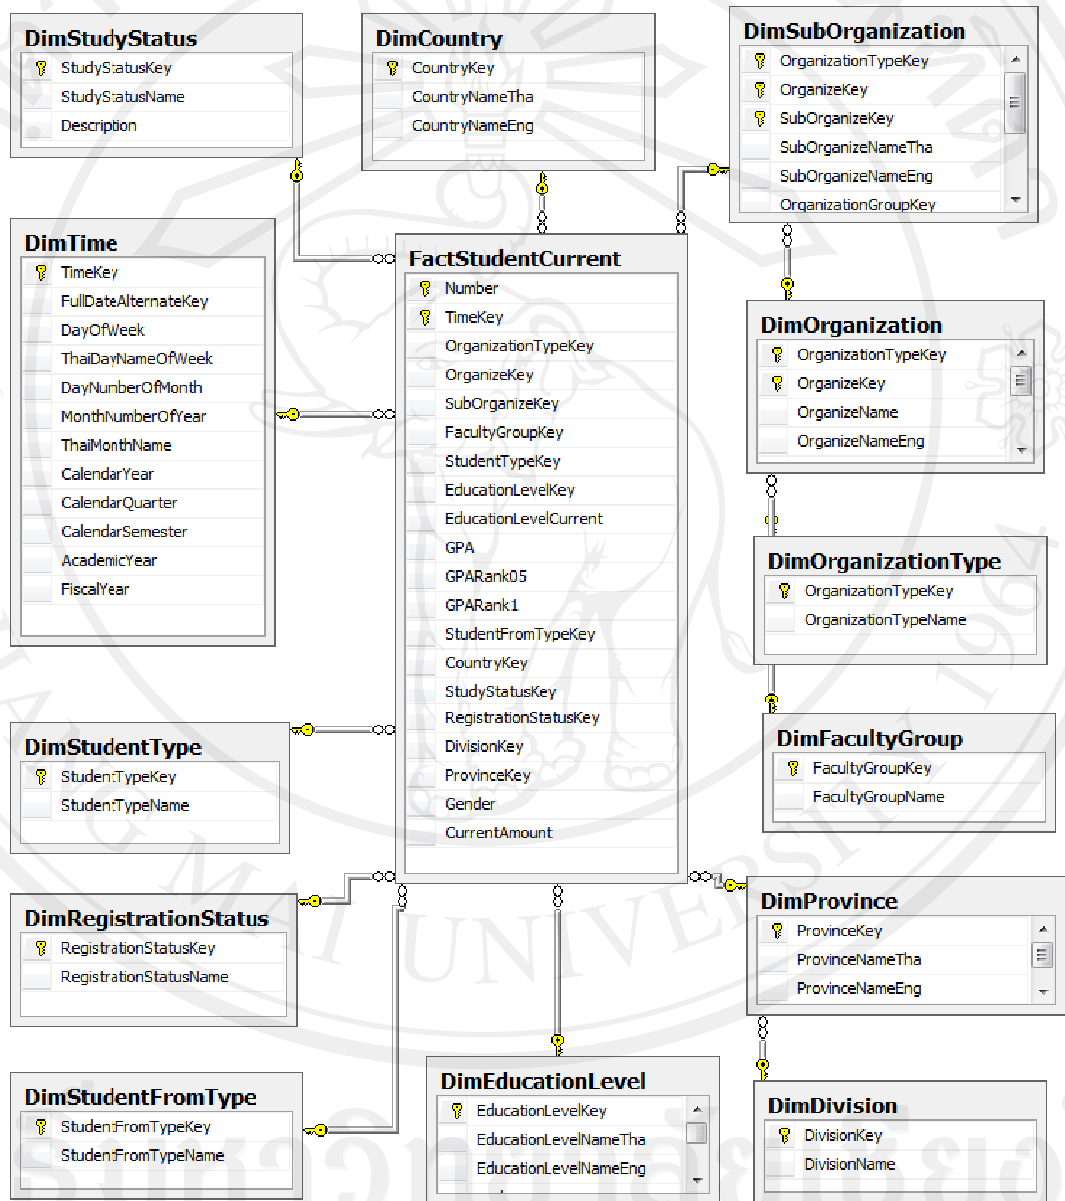 DimStudyStatus
StudyStatusKey
StudyStatusName
Description
DimCountry
CountryKey
CountryNameTha
CountryNameEng
DimSubOrganization
OrganizationTypeKey
OrganizeKey
SubOrganizeKey
SubOrganizeNameTha
SubOrganizeNameEng
OrganizationGroupKey
DimTime
TimeKey
FullDateAlternateKey
DayOfWeek
ThaiDayNameOfWeek
DayNumberOfMonth
MonthNumberOfYear
ThaiMonthName
CalendarYear
CalendarQuarter
CalendarSemester
AcademicYear
FiscalYear
FactStudentCurrent
Number
TimeKey
OrganizationTypeKey
OrganizeKey
SubOrganizeKey
FacultyGroupKey
StudentTypeKey
EducationLevelKey
EducationLevelCurrent
GPA
GPARank05
GPARank1
StudentFromTypeKey
CountryKey
StudyStatusKey
RegistrationStatusKey
DivisionKey
ProvinceKey
Gender
CurrentAmount
DimOrganization
OrganizationTypeKey
OrganizeKey
OrganizeName
OrganizeNameEng
DimOrganizationType
OrganizationTypeKey
OrganizationTypeName
DimFacultyGroup
FacultyGroupKey
FacultyGroupName
DimStudentType
StudentTypeKey
StudentTypeName
DimRegistrationStatus
RegistrationStatusKey
RegistrationStatusName
DimProvince
ProvinceKey
ProvinceNameTha
ProvinceNameEng
DimStudentFromType
StudentFromTypeKey
StudentFromTypeName
DimEducationLevel
EducationLevelKey
EducationLevelNameTha
EducationLevelNameEng
DimDivision
DivisionKey
DivisionName
ANG MAI UNIVERSITY 1964